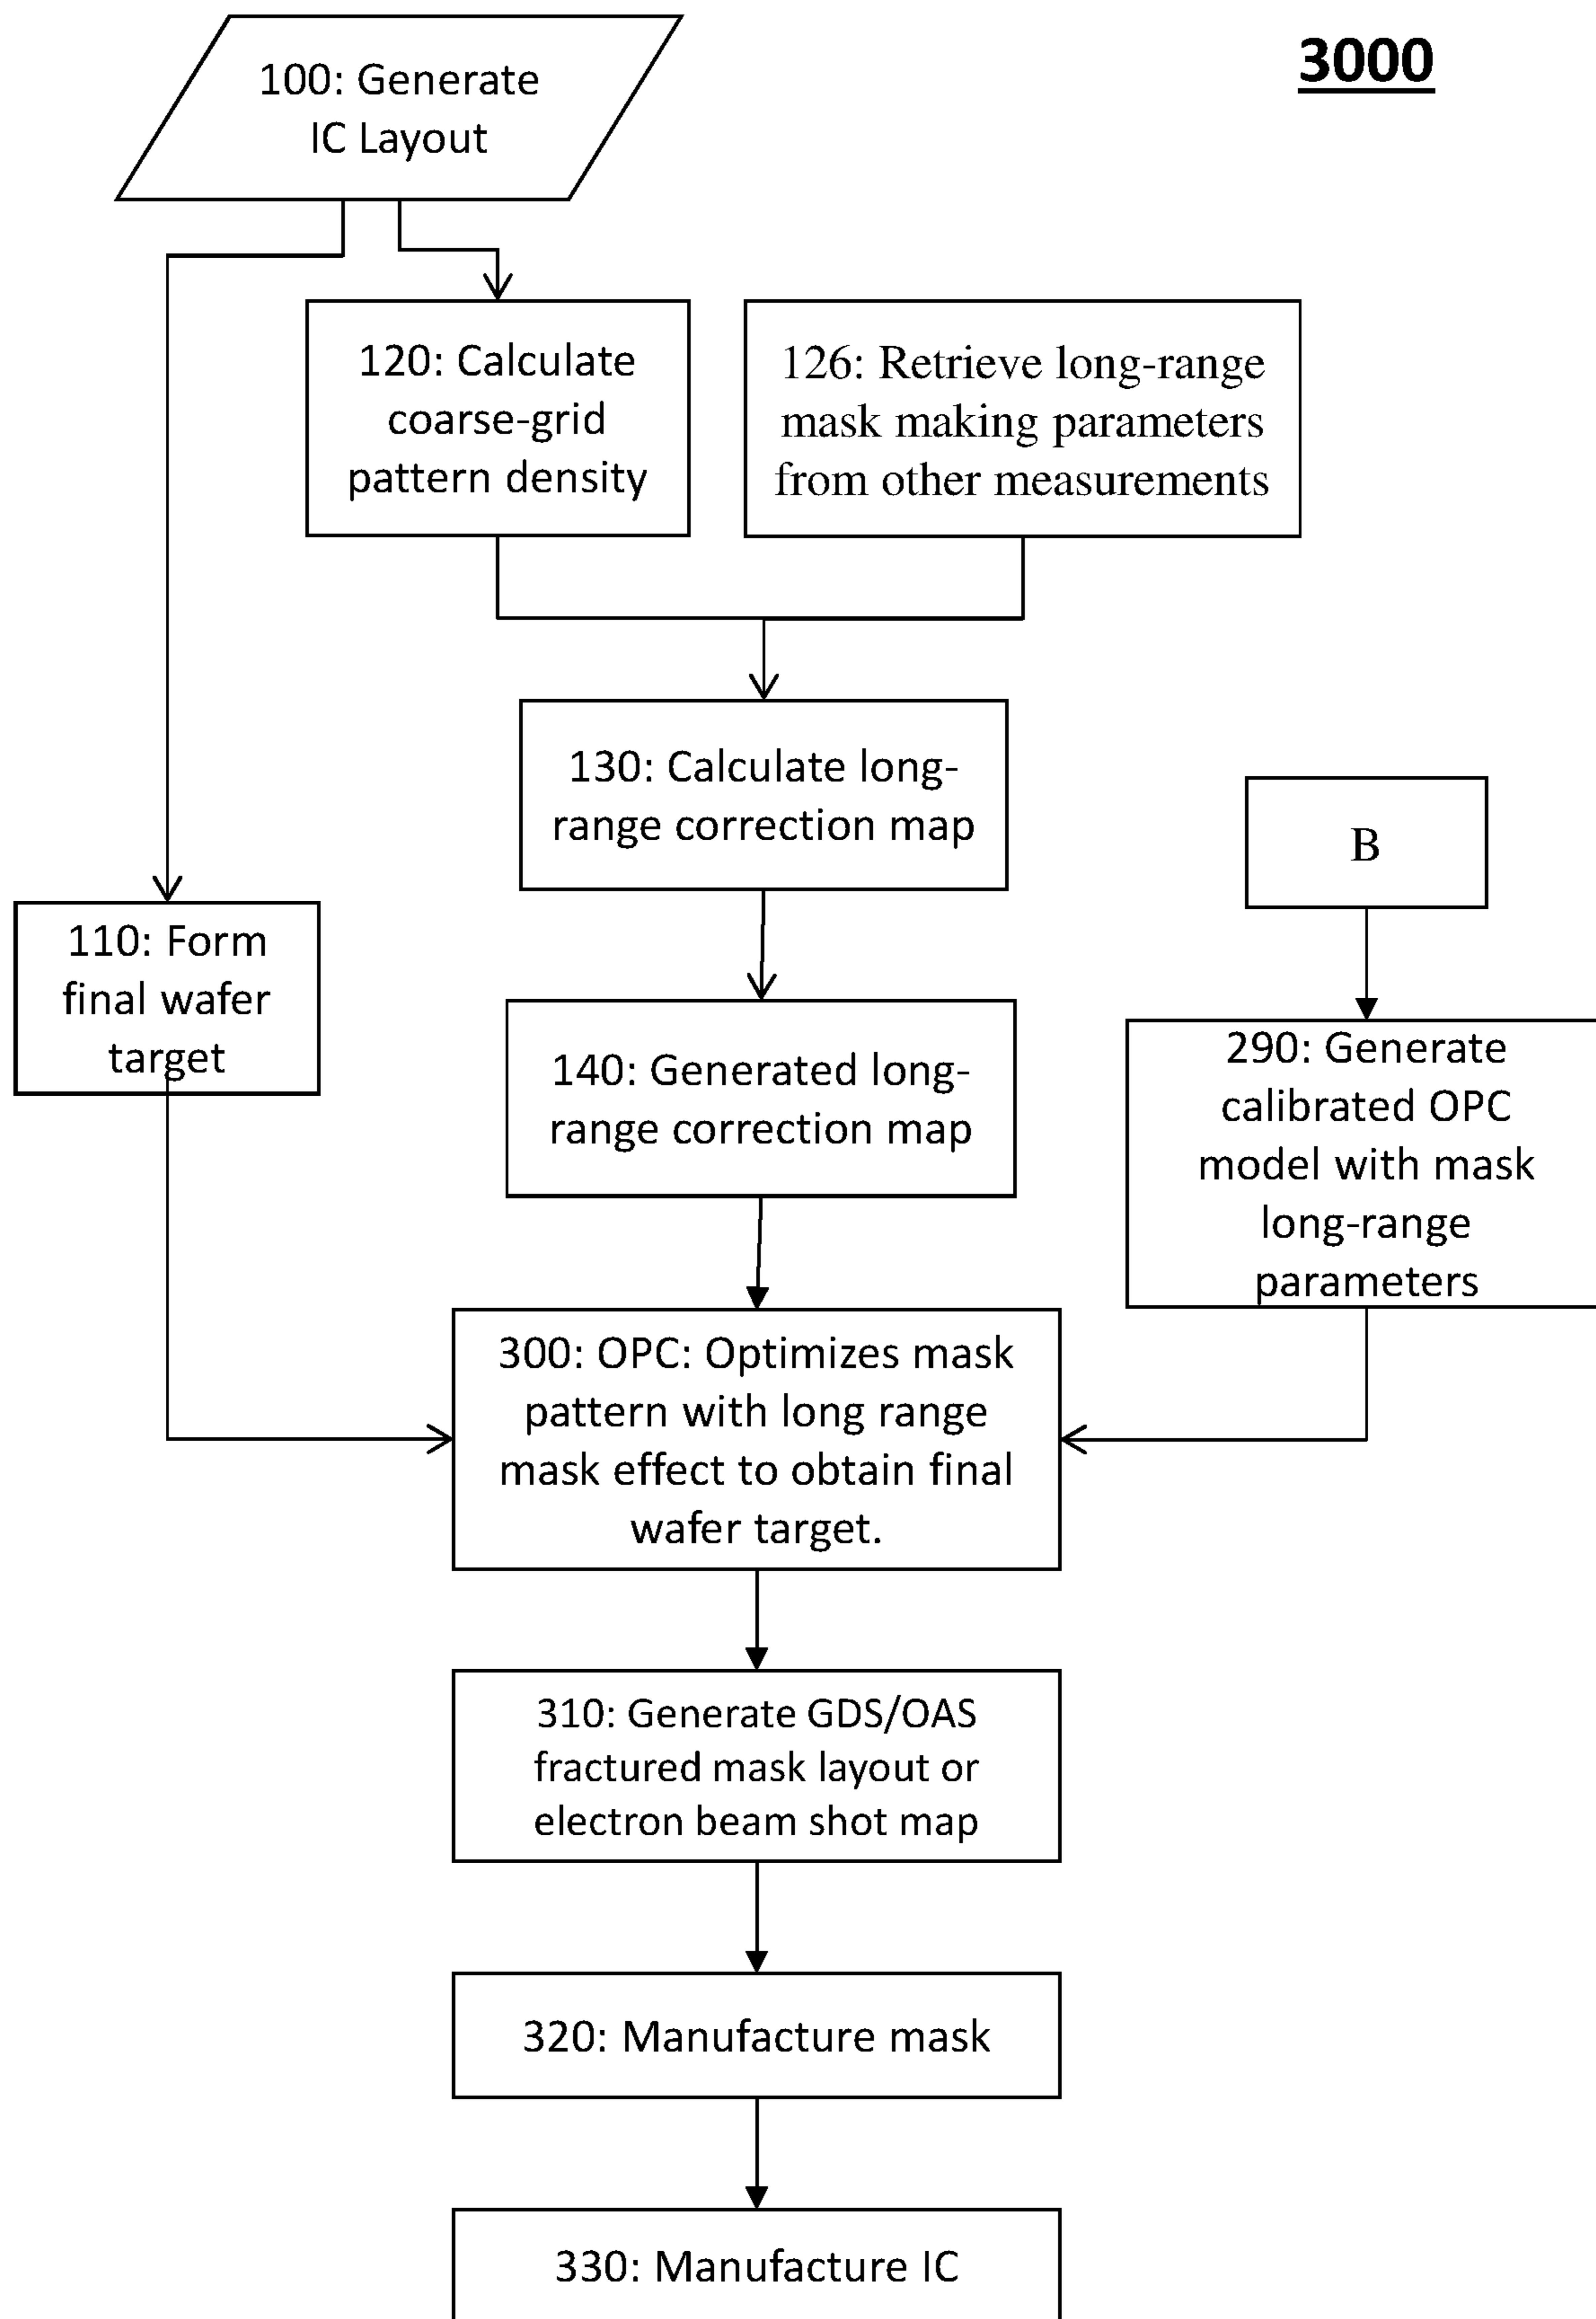 3000
100: Generate
IC Layout
120: Calculate
coarse-grid
pattern density
126: Retrieve long-range
mask making parameters
from other measurements
130: Calculate long-
range correction map
B
110: Form
final wafer
target
140: Generated long-
range correction map
290: Generate
calibrated OPC
model with mask
long-range
parameters
300: OPC: Optimizes mask
pattern with long range
mask effect to obtain final
wafer target.
310: Generate GDS/OAS
fractured mask layout or
electron beam shot map
320: Manufacture mask
330: Manufacture IC